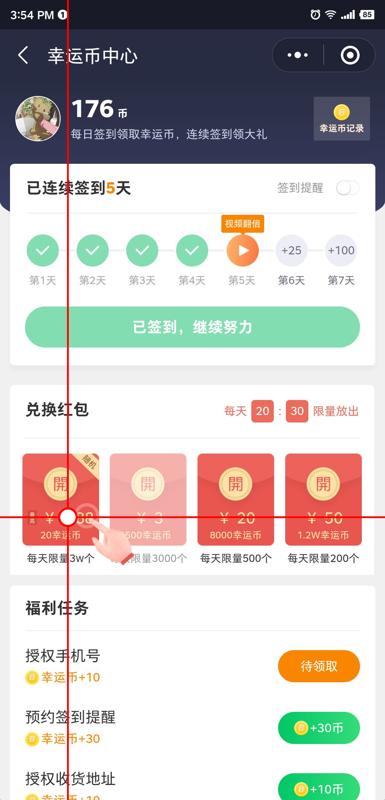 3:54 PM 1 85
幸运币中心
176 币
每日签到领取幸运币，连续签到领大礼
幸运币记录
已连续签到5天
签到提醒
视频翻倍
+25 +100
第1天 第2天 第3天 第4天 第5天 第6天 第7天
已签到，继续努力
兑换红包
每天 20 : 30 限量放出
随机
開 開 開 開
¥ 88 ¥ 3 ¥ 20 ¥ 50
20幸运币 600幸运币 8000幸运币 1.2W幸运币
每天限量3w个 限量3000个 每天限量500个 每天限量200个
福利任务
授权手机号
幸运币+10
待领取
预约签到提醒
幸运币+30
+30币
授权收货地址
幸运币+10
+10币